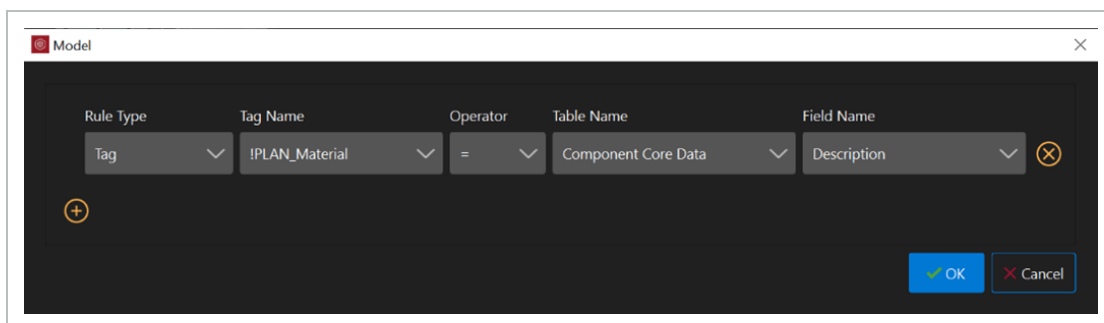 Model
Rule Type Tag Name Operator Table Name Field Name
Tag !PLAN_Material = Component Core Data Description
OK Cancel